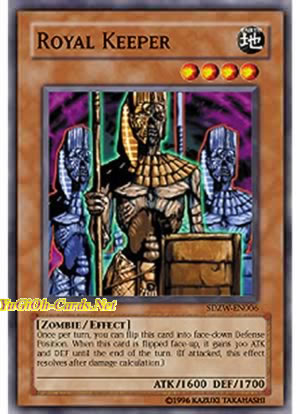 ROYAL KEEPER
EARTH
地
YuGiOh-Cards.Net
SDZW-EN006
[ZOMBIE/EFFECT]
Once per turn, you can flip this card into face-down Defense
Position. When this card is flipped face-up, it gains 300 ATK
and DEF until the end of the turn. (If attacked, this effect
resolves after damage calculation.)
ATK/1600 DEF/1700
©1996 KAZUKI TAKAHASHI